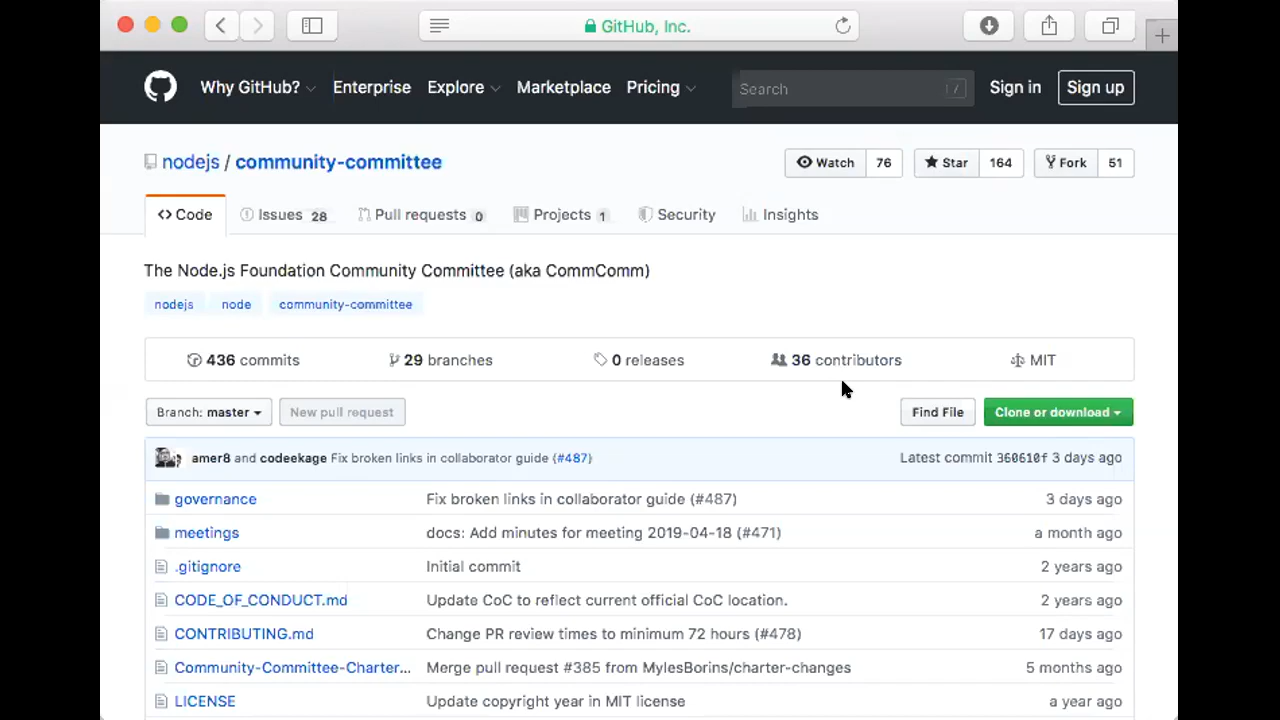 GitHub, Inc.
Why GitHub? Enterprise Explore Marketplace Pricing Search / Sign in Sign up
nodejs / community-committee Watch 76 Star 164 Fork 51
<> Code Issues 28 Pull requests 0 Projects 1 Security Insights
The Node.js Foundation Community Committee (aka CommComm)
nodejs node community-committee
436 commits 29 branches 0 releases 36 contributors MIT
Branch: master New pull request Find File Clone or download
amer8 and codeekage Fix broken links in collaborator guide (#487) Latest commit 360610f 3 days ago
governance Fix broken links in collaborator guide (#487) 3 days ago
meetings docs: Add minutes for meeting 2019-04-18 (#471) a month ago
.gitignore Initial commit 2 years ago
CODE_OF_CONDUCT.md Update CoC to reflect current official CoC location. 2 years ago
CONTRIBUTING.md Change PR review times to minimum 72 hours (#478) 17 days ago
Community-Committee-Charter... Merge pull request #385 from MylesBorins/charter-changes 5 months ago
LICENSE Update copyright year in MIT license a year ago